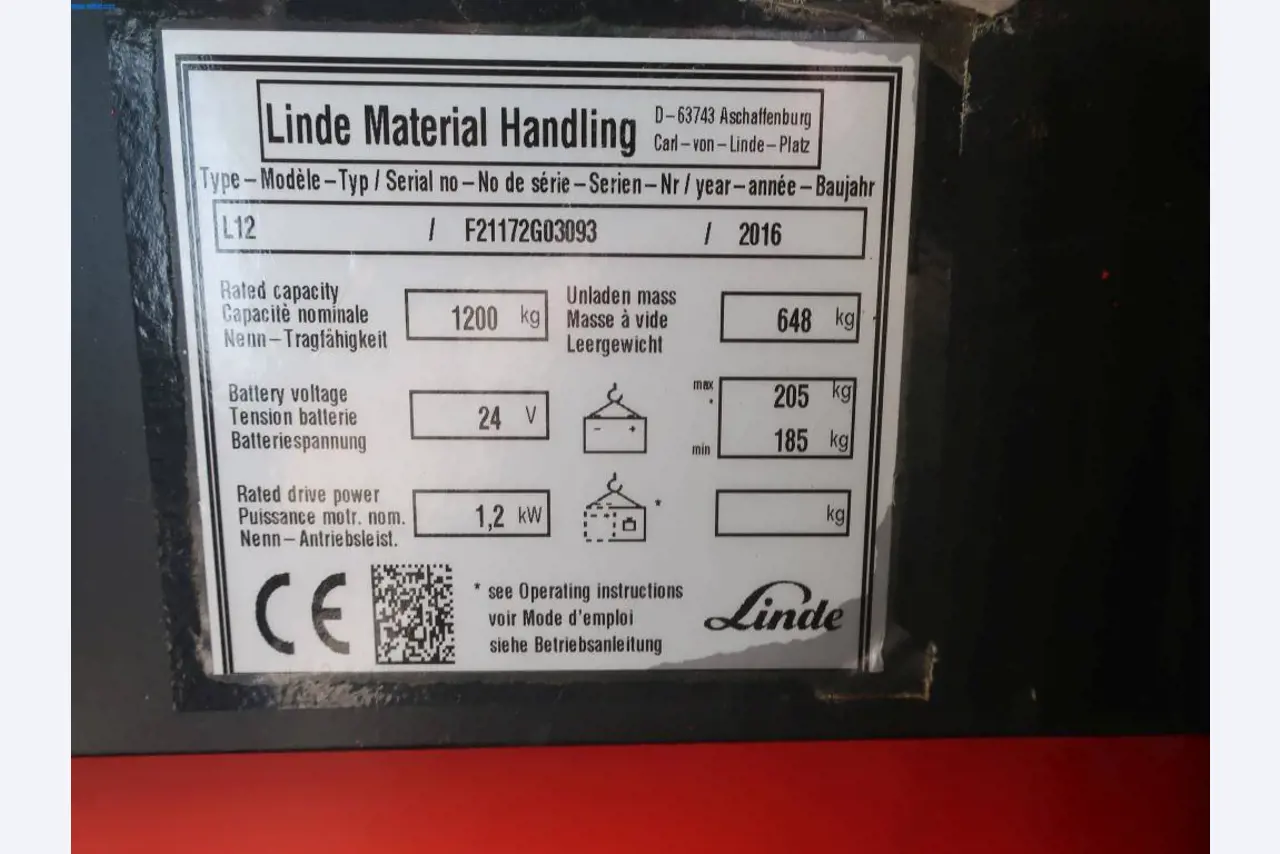 Linde Material Handling
D-63743 Aschaffenburg
Carl-von-Linde-Platz
Type-Modèle-Typ / Serial no-No de série-Serien-Nr / year-année-Baujahr
L12 / F21172G03093 / 2016
Rated capacity
Capacitè nominale
Nenn-Tragfähigkeit
1200 kg
Unladen mass
Masse à vide
Leergewicht
648 kg
Battery voltage
Tension batterie
Batteriespannung
24 V
- +
max 205 kg
*
min 185 kg
Rated drive power
Puissance motr. nom.
Nenn-Antriebsleist.
1,2 kW
*
kg
CE
* see Operating instructions
voir Mode d'emploi
siehe Betriebsanleitung
Linde